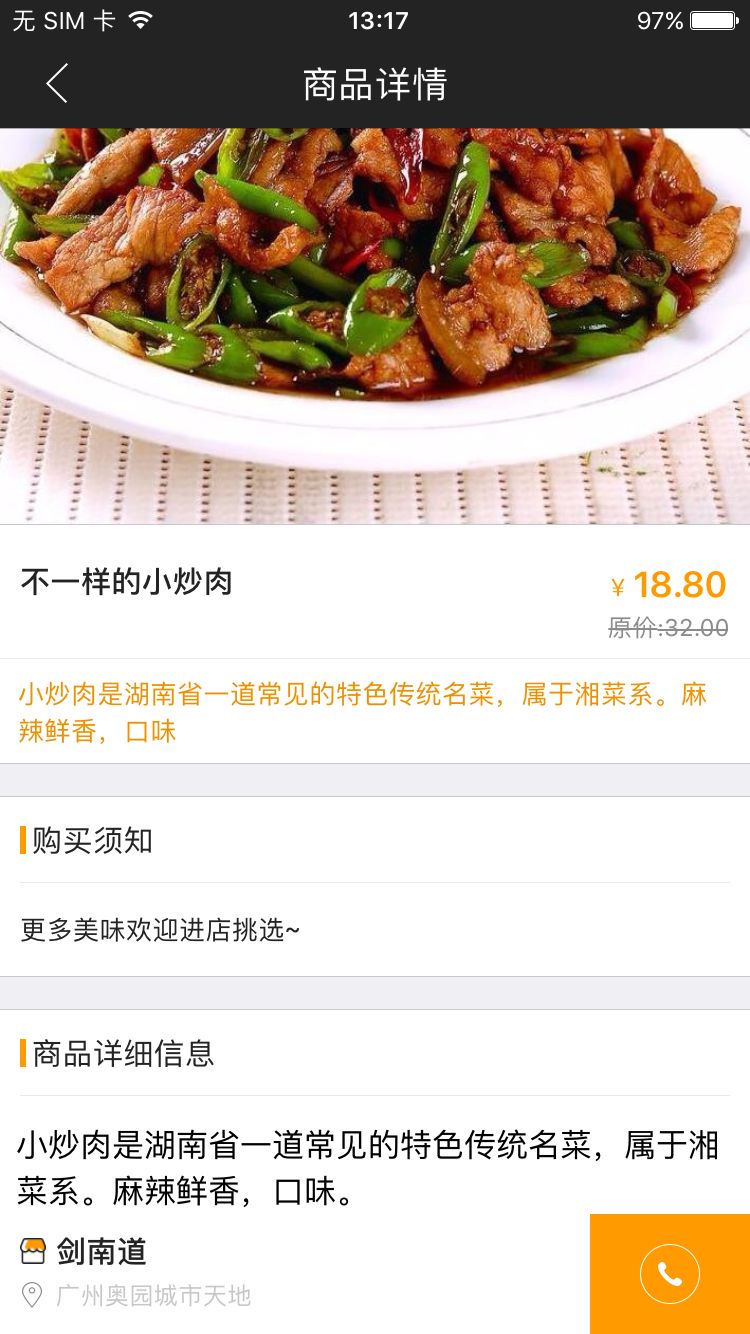 无 SIM 卡
13:17
97%
商品详情
不一样的小炒肉
¥ 18.80
原价:32.00
小炒肉是湖南省一道常见的特色传统名菜，属于湘菜系。麻
辣鲜香，口味
购买须知
更多美味欢迎进店挑选~
商品详细信息
小炒肉是湖南省一道常见的特色传统名菜，属于湘
菜系。麻辣鲜香，口味。
剑南道
广州奥园城市天地